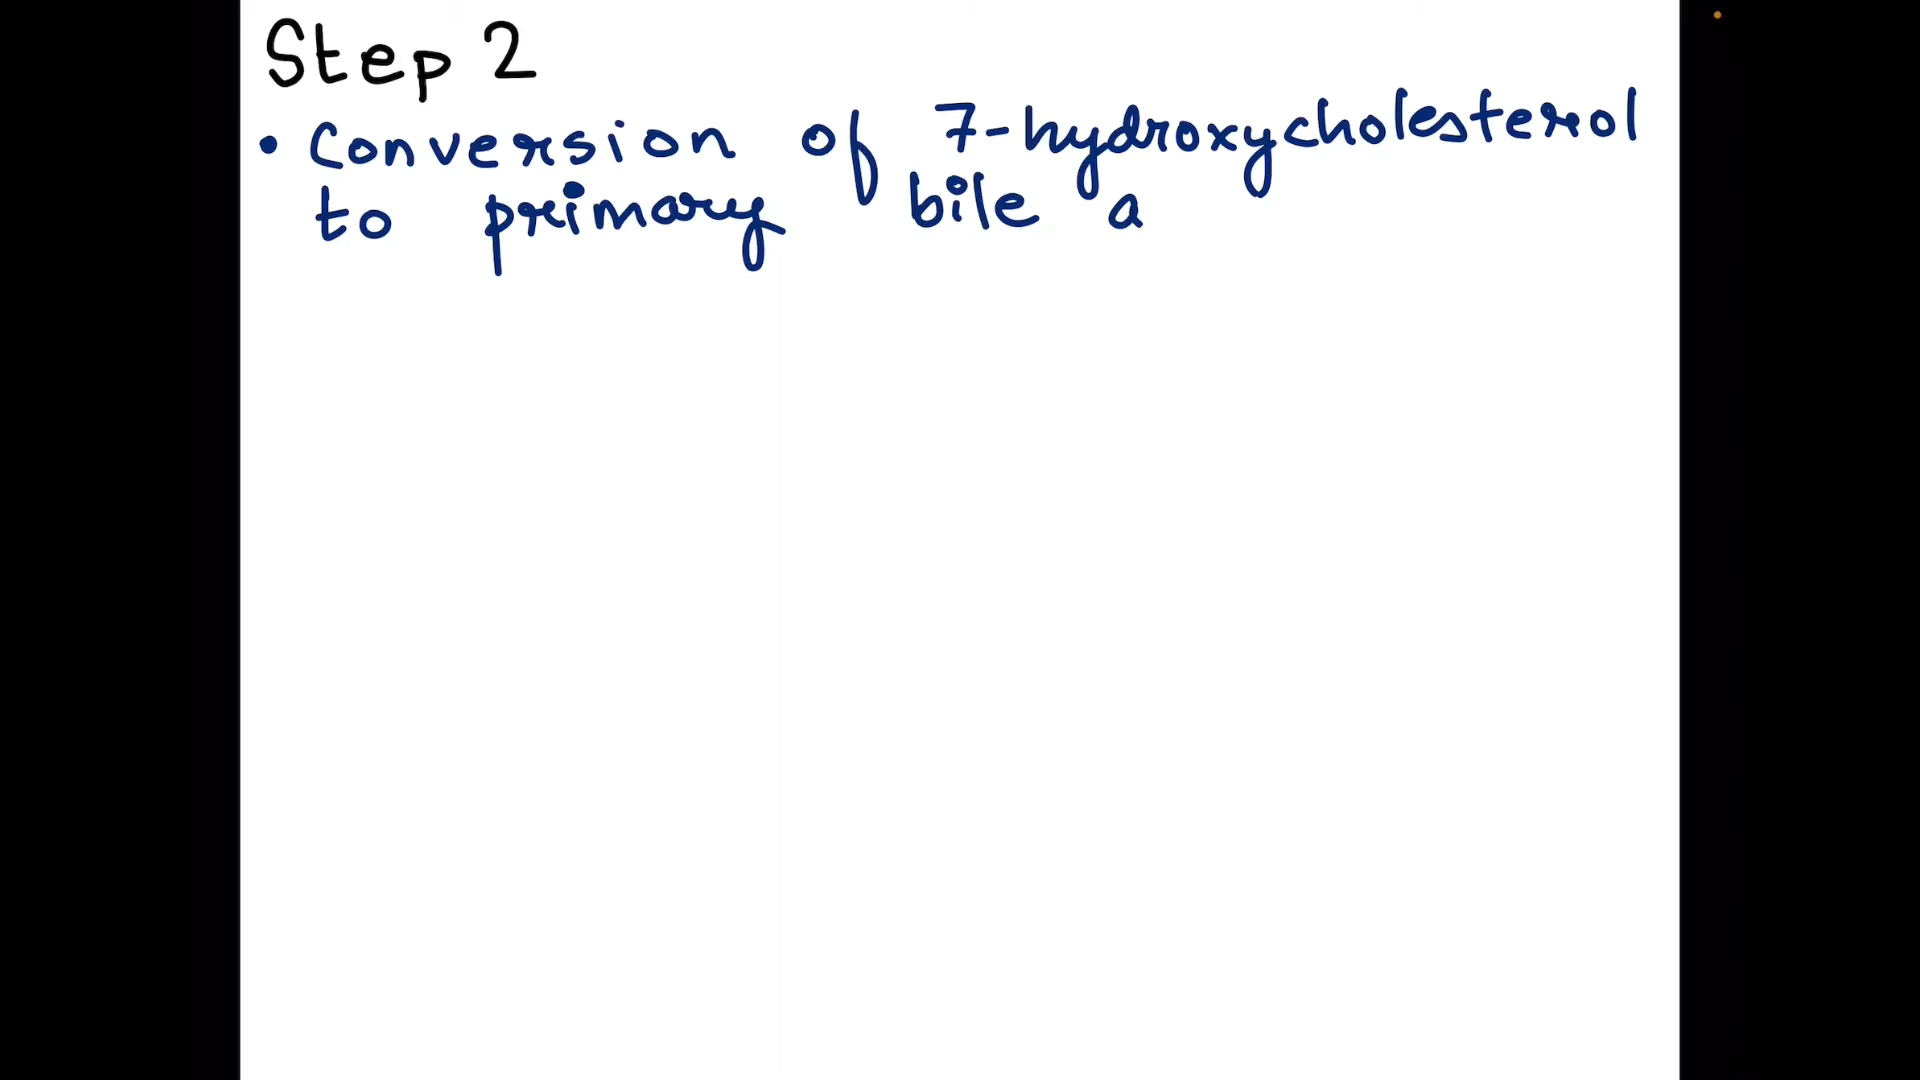 Step 2
• Conversion of 7-hydroxycholesterol
to primary bile a